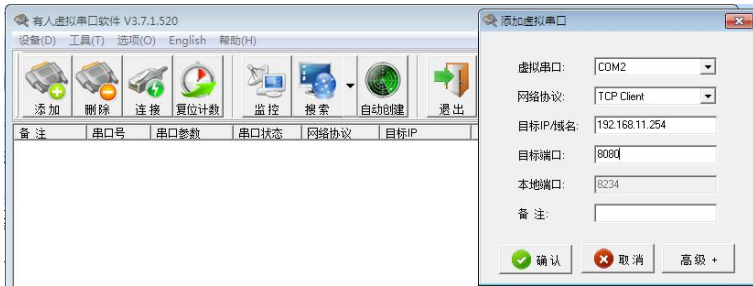 有人虚拟串口软件 V3.7.1.520
设备(D) 工具(T) 选项(O) English 帮助(H)
添加 删除 连接 复位计数 监控 搜索 自动创建 退出
备 注 串口号 串口参数 串口状态 网络协议 目标IP
添加虚拟串口
虚拟串口: COM2
网络协议: TCP Client
目标IP/域名: 192.168.11.254
目标端口: 8080
本地端口: 8234
备 注:
确认 取消 高级 +